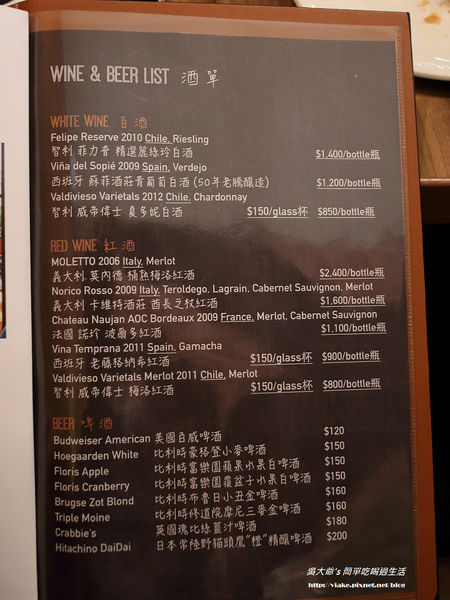 WINE & BEER LIST 酒單
WHITE WINE 白酒
Felipe Reserve 2010 Chile. Riesling
智利 菲力普 精選麗絲玲白酒 $1,400/bottle瓶
Viña del Sopié 2009 Spain, Verdejo
西班牙 蘇菲酒莊青葡萄白酒 (50年老騰釀造) $1,200/bottle瓶
Valdivieso Varietals 2012 Chile, Chardonnay
智利 威帝偉士 夏多妮白酒 $150/glass杯 $850/bottle瓶
RED WINE 紅酒
MOLETTO 2006 Italy, Merlot
義大利 莫內德 桶熟梅洛紅酒 $2,400/bottle瓶
Norico Rosso 2009 Italy, Teroldego, Lagrain, Cabernet Sauvignon, Merlot
義大利 卡維特酒莊 酋長之杖紅酒 $1,600/bottle瓶
Chateau Naujan AOC Bordeaux 2009 France, Merlot, Cabernet Sauvignon
法國 諾珍 波爾多紅酒 $1,100/bottle瓶
Vina Temprana 2011 Spain, Garnacha
西班牙 老藤格納希紅酒 $150/glass杯 $900/bottle瓶
Valdivieso Varietals Merlot 2011 Chile, Merlot
智利 威帝偉士 梅洛紅酒 $150/glass杯 $800/bottle瓶
BEER 啤酒
Budweiser American 美國百威啤酒 $120
Hoegaarden White 比利時豪格登小麥啤酒 $150
Floris Apple 比利時富樂園蘋果水果白啤酒 $150
Floris Cranberry 比利時富樂園覆盆子水果白啤酒 $150
Brugse Zot Blond 比利時布魯日小丑金啤酒 $160
Triple Moine 比利時修道院摩尼三麥金啤酒 $160
Crabbie's 英國瑰比絲薑汁啤酒 $180
Hitachino DaiDai 日本常陸野貓頭鷹"橙"精釀啤酒 $200
吳大爺's 簡單吃喝過生活
http://viake.pixnet.net/blog